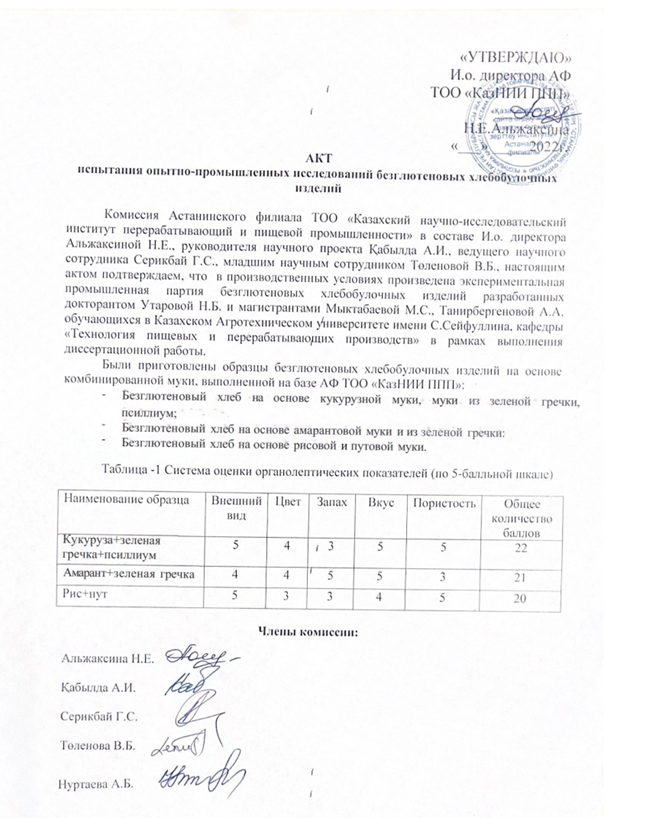 «УТВЕРЖДАЮ»
И.о. директора АФ
ТОО «КазНИИ ППП»
Н.Е.Альжаксина
«___» 2022г.
АКТ
испытания опытно-промышленных исследований безглютеновых хлебобулочных
изделий
Комиссия Астанинского филиала ТОО «Казахский научно-исследовательский
институт перерабатывающий и пищевой промышленности» в составе И.о. директора
Альжаксиной Н.Е., руководителя научного проекта Қабылда А.И., ведущего научного
сотрудника Серикбай Г.С., младшим научным сотрудником Төленовой В.Б., настоящим
актом подтверждаем, что в производственных условиях произведена экспериментальная
промышленная партия безглютеновых хлебобулочных изделий разработанных
докторантом Утаровой Н.Б. и магистрантами Мыктабаевой М.С., Танирбергеновой А.А.
обучающихся в Казахском Агротехническом университете имени С.Сейфуллина, кафедры
«Технология пищевых и перерабатывающих производств» в рамках выполнения
диссертационной работы.
Были приготовлены образцы безглютеновых хлебобулочных изделий на основе
комбинированной муки, выполненной на базе АФ ТОО «КазНИИ ППП»:
- Безглютеновый хлеб на основе кукурузной муки, муки из зеленой гречки,
псиллиум;
- Безглютеновый хлеб на основе амарантовой муки и из зеленой гречки:
- Безглютеновый хлеб на основе рисовой и путовой муки.
Таблица -1 Система оценки органолептических показателей (по 5-балльной шкале)
Наименование образца Внешний вид Цвет Запах Вкус Пористость Общее количество баллов
Кукуруза+зеленая гречка+псиллиум 5 4 3 5 5 22
Амарант+зеленая гречка 4 4 5 5 3 21
Рис+нут 5 3 3 4 5 20
Члены комиссии:
Альжаксина Н.Е.
Қабылда А.И.
Серикбай Г.С.
Төленова В.Б.
Нуртаева А.Б.